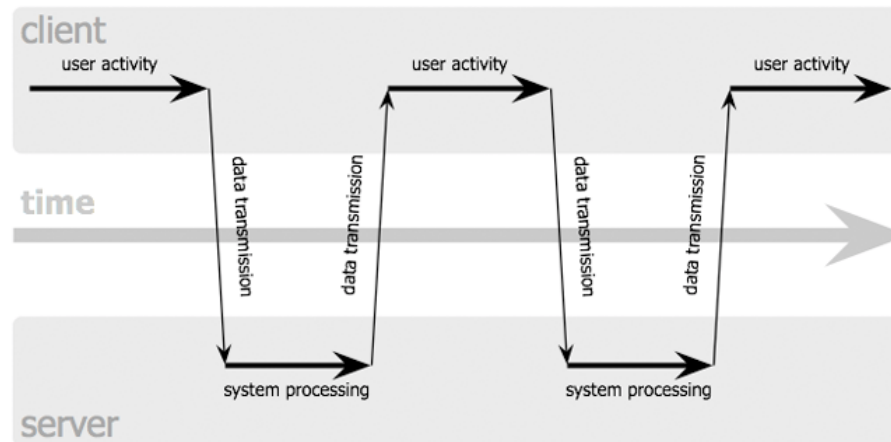 client
user activity
user activity
user activity
data transmission
data transmission
data transmission
data transmission
time
system processing
system processing
server